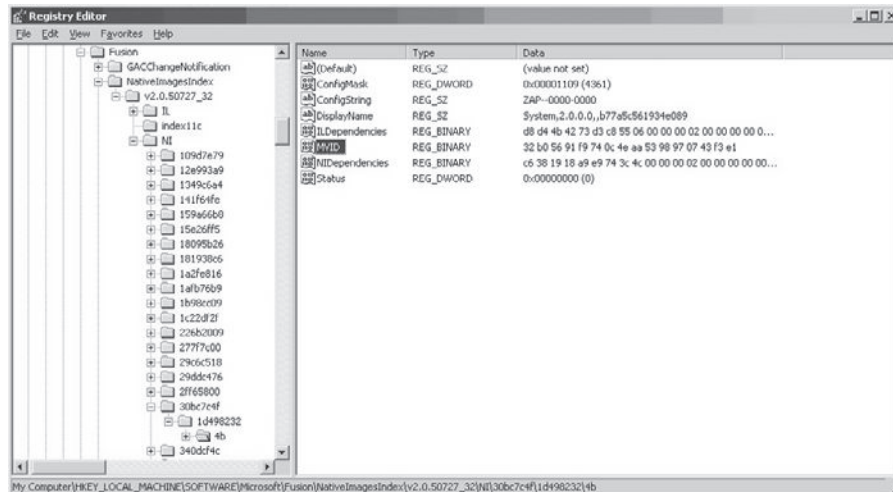 Registry Editor
File Edit View Favorites Help
Fusion
GACChangeNotification
NativeImagesIndex
v2.0.50727_32
IL
index11c
NI
109d7e79
12e993a9
1349c6a4
141f64fe
159a66b0
15e26ff5
18095b26
181938c6
1a2fe816
1afb76b9
1b98cc09
1c22df2f
226b2009
277f7c00
29c6c518
29ddc476
2ff65800
30bc7c4f
1d498232
4b
340dcf4c
Name Type Data
(Default) REG_SZ (value not set)
ConfigMask REG_DWORD 0x00001109 (4361)
ConfigString REG_SZ ZAP--0000-0000
DisplayName REG_SZ System,2.0.0.0,,b77a5c561934e089
ILDependencies REG_BINARY d8 d4 4b 42 73 d3 c8 55 06 00 00 00 02 00 00 00 00 0...
MVID REG_BINARY 32 b0 56 91 f9 74 0c 4e aa 53 98 97 07 43 f3 e1
NIDependencies REG_BINARY c6 38 19 18 a9 e9 74 3c 4c 00 00 00 02 00 00 00 00 00...
Status REG_DWORD 0x00000000 (0)
My Computer\HKEY_LOCAL_MACHINE\SOFTWARE\Microsoft\Fusion\NativeImagesIndex\v2.0.50727_32\NI\30bc7c4f\1d498232\4b